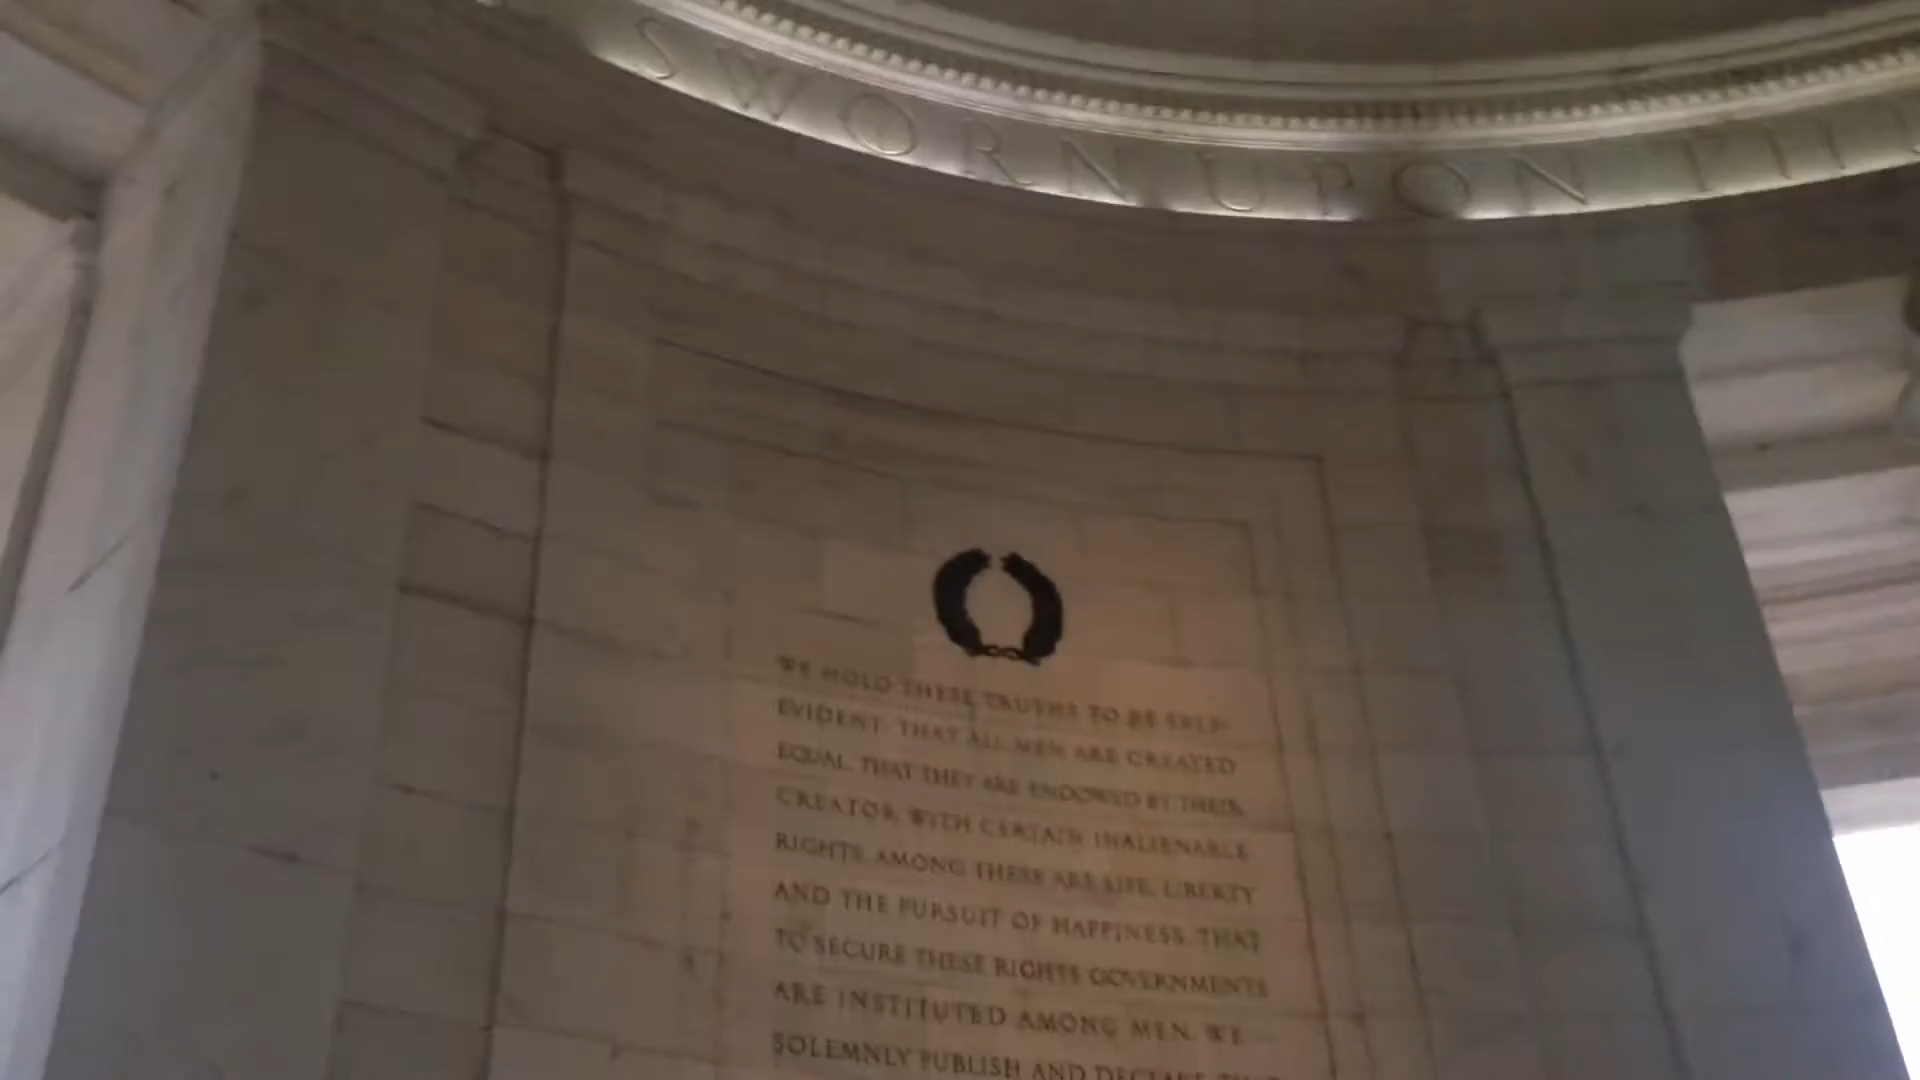 SWORN UPON
WE HOLD THESE TRUTHS TO BE SELF-
EVIDENT: THAT ALL MEN ARE CREATED
EQUAL, THAT THEY ARE ENDOWED BY THEIR
CREATOR WITH CERTAIN INALIENABLE
RIGHTS, AMONG THESE ARE LIFE, LIBERTY
AND THE PURSUIT OF HAPPINESS, THAT
TO SECURE THESE RIGHTS GOVERNMENTS
ARE INSTITUTED AMONG MEN. WE
SOLEMNLY PUBLISH AND DECLARE